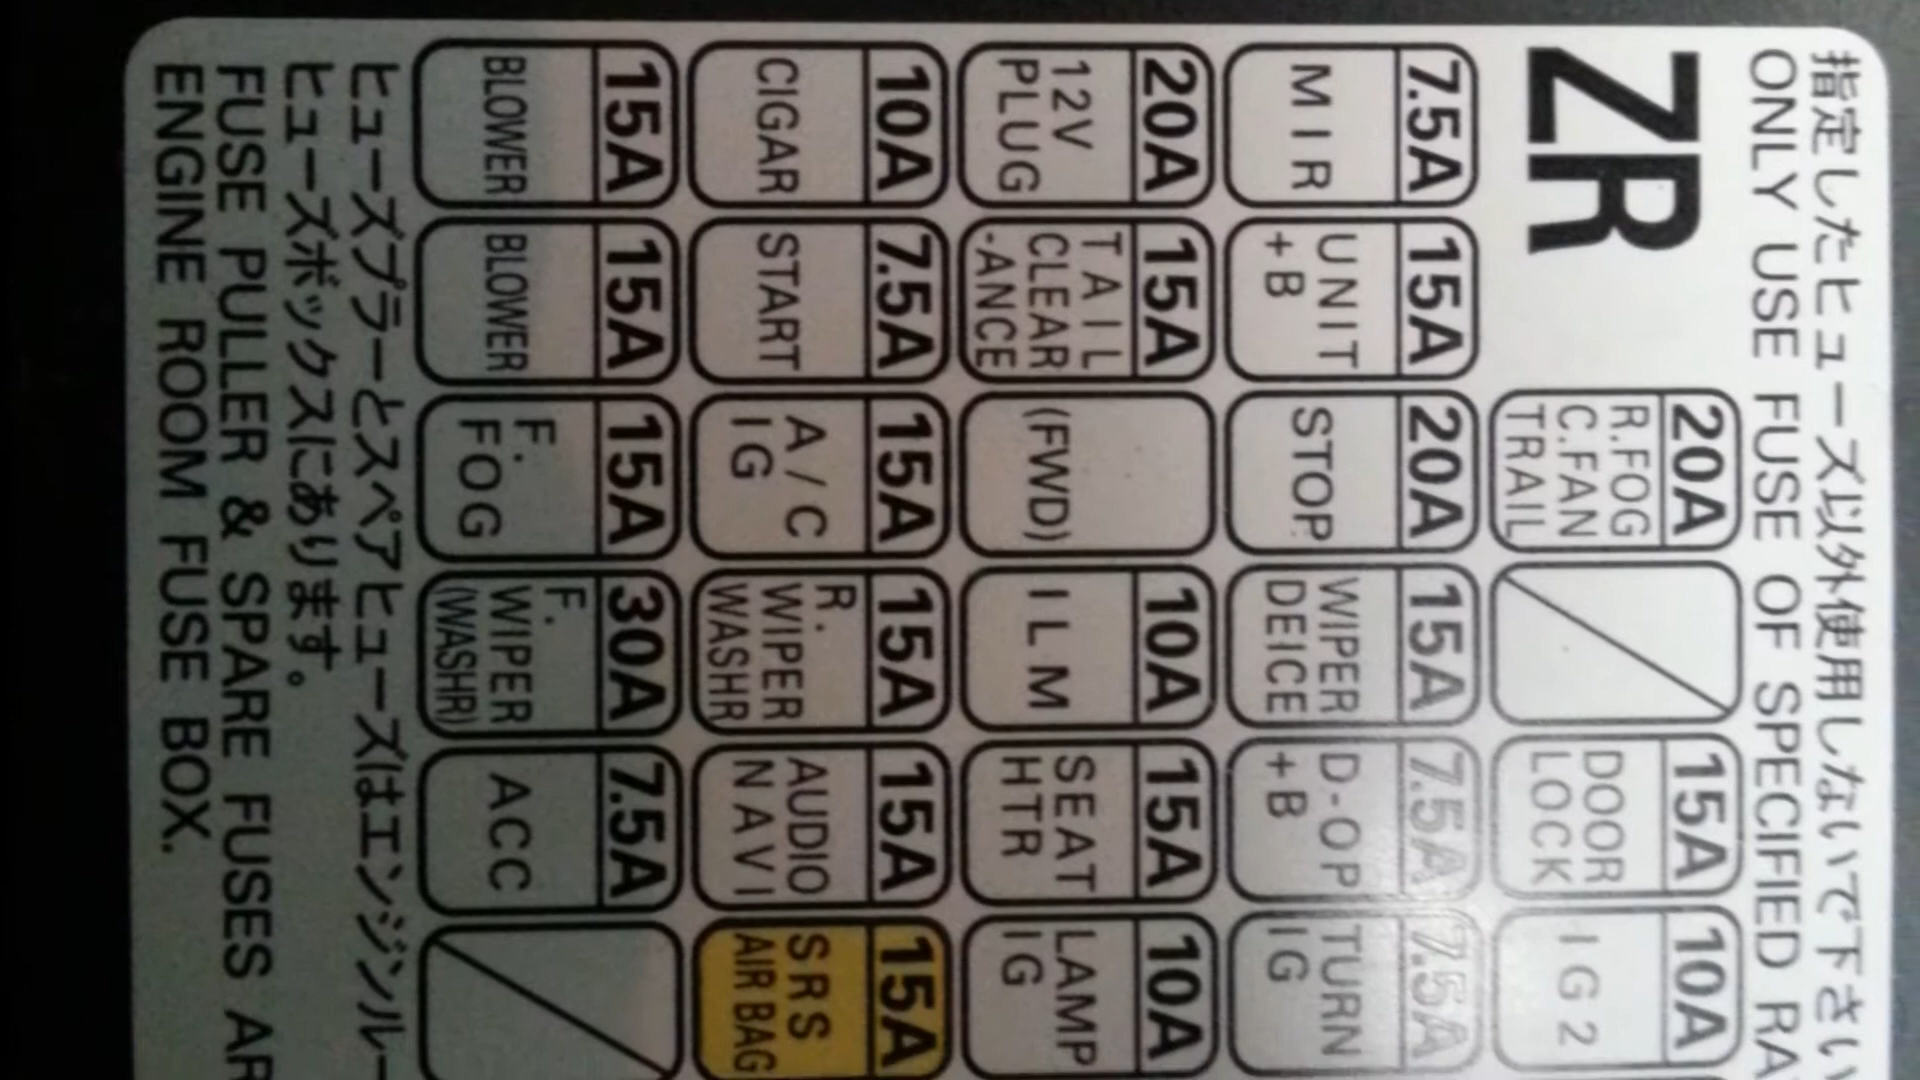 指定したヒューズ以外使用しないで下さい
ONLY USE FUSE OF SPECIFIED RA
ZR
20A
R.FOG
C.FAN
TRAIL
15A
DOOR
LOCK
10A
IG2
7.5A
MIR
15A
UNIT
+B
20A
STOP
15A
WIPER
DEICE
7.5A
D-OP
+B
7.5A
TURN
IG
20A
12V
PLUG
15A
TAIL
CLEAR
-ANCE
(FWD)
10A
ILM
15A
SEAT
HTR
10A
LAMP
IG
10A
CIGAR
7.5A
START
15A
A/C
IG
15A
R.
WIPER
WASHR
15A
AUDIO
NAVI
15A
SRS
AIR BAG
15A
BLOWER
15A
BLOWER
15A
F.
FOG
30A
F.
WIPER
(WASHR)
7.5A
ACC
ヒューズプラーとスペアヒューズはエンジンルー
ヒューズボックスにあります。
FUSE PULLER & SPARE FUSES AR
ENGINE ROOM FUSE BOX.